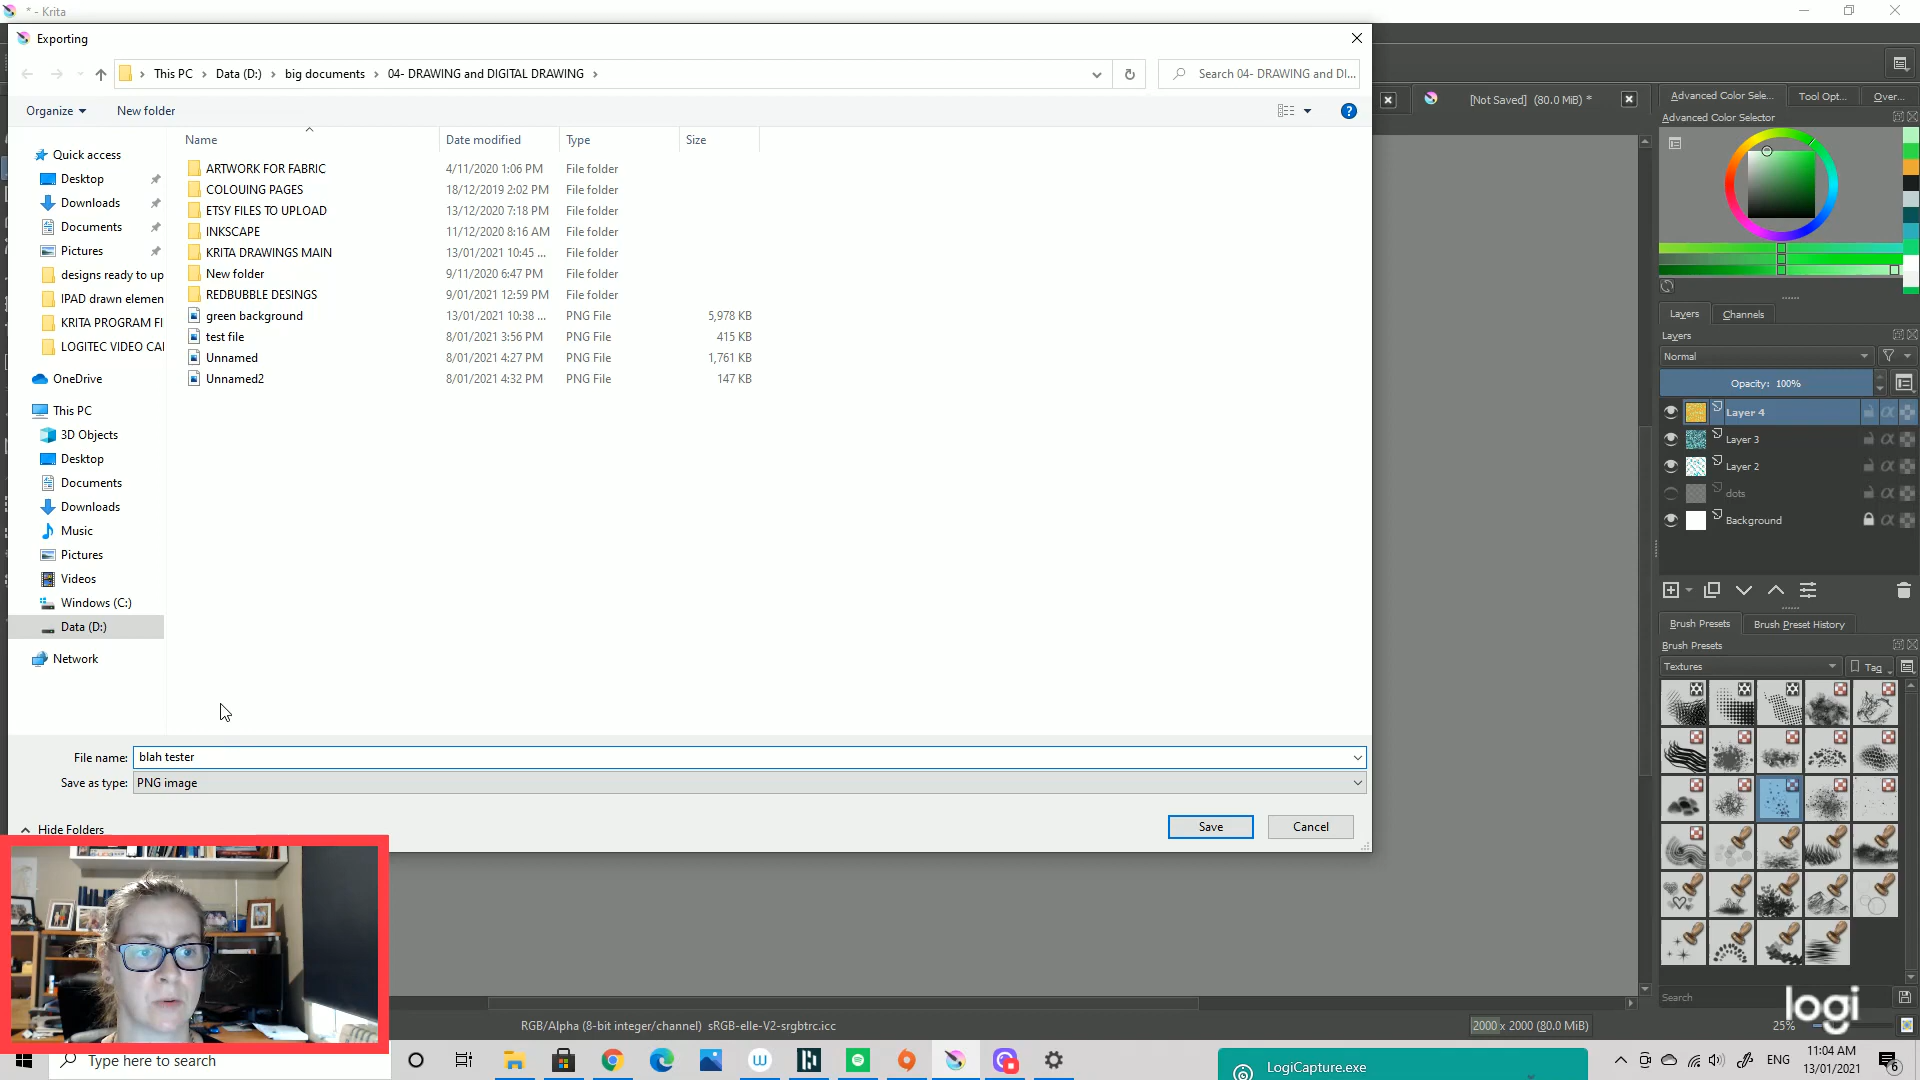 * - Krita
Exporting
This PC > Data (D:) > big documents > 04- DRAWING and DIGITAL DRAWING >
Search 04- DRAWING and DI...
Organize
New folder
Name
Date modified
Type
Size
Quick access
Desktop
Downloads
Documents
Pictures
designs ready to up
IPAD drawn elemen
KRITA PROGRAM FI
LOGITEC VIDEO CA
OneDrive
This PC
3D Objects
Desktop
Documents
Downloads
Music
Pictures
Videos
Windows (C:)
Data (D:)
Network
ARTWORK FOR FABRIC 4/11/2020 1:06 PM File folder
COLOUING PAGES 18/12/2019 2:02 PM File folder
ETSY FILES TO UPLOAD 13/12/2020 7:18 PM File folder
INKSCAPE 11/12/2020 8:16 AM File folder
KRITA DRAWINGS MAIN 13/01/2021 10:45 ... File folder
New folder 9/11/2020 6:47 PM File folder
REDBUBBLE DESINGS 9/01/2021 12:59 PM File folder
green background 13/01/2021 10:38 ... PNG File 5,978 KB
test file 8/01/2021 3:56 PM PNG File 415 KB
Unnamed 8/01/2021 4:27 PM PNG File 1,761 KB
Unnamed2 8/01/2021 4:32 PM PNG File 147 KB
File name: blah tester
Save as type: PNG image
Hide Folders
Save
Cancel
[Not Saved] (80.0 MiB) *
Advanced Color Sele...
Tool Opt...
Over...
Advanced Color Selector
Layers
Channels
Layers
Normal
Opacity: 100%
Layer 4
Layer 3
Layer 2
dots
Background
Brush Presets
Brush Preset History
Brush Presets
Textures
Tag
Search
logi
25%
RGB/Alpha (8-bit integer/channel) sRGB-elle-V2-srgbtrc.icc
2000 x 2000 (80.0 MiB)
Type here to search
LogiCapture.exe
ENG
11:04 AM
13/01/2021
6